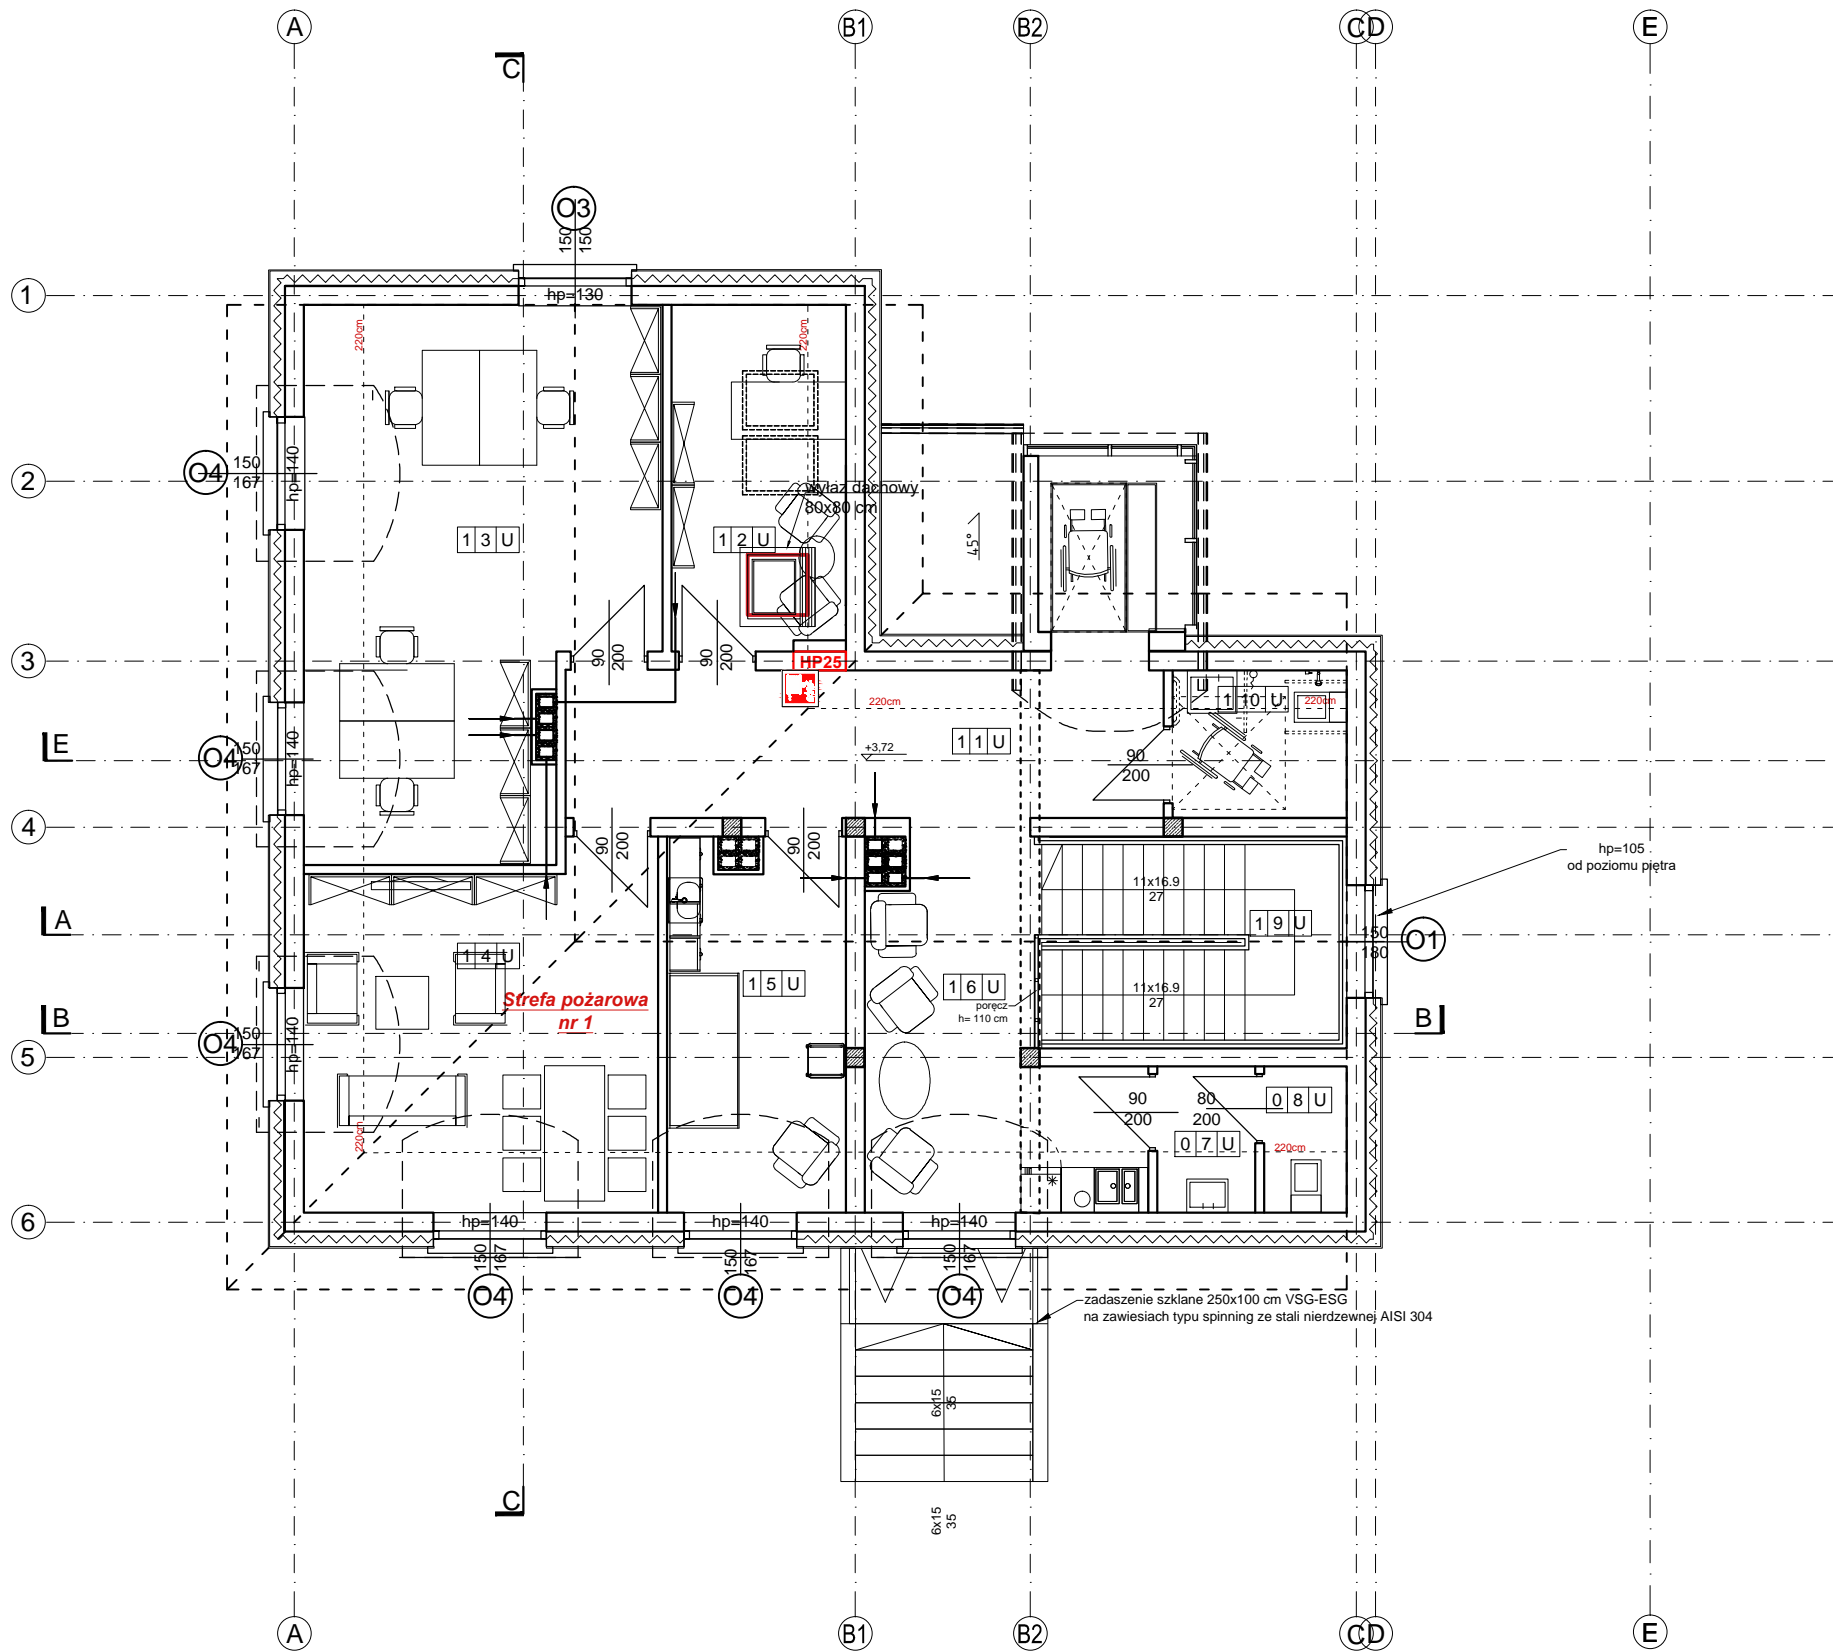 A
B1
B2
C
D
E
C
O3
150
150
1
hp=130
220cm
220cm
O4
150
167
hp=140
2
wyłaz dachowy
80x80 cm
1 3 U
1 2 U
45°
3
90
200
90
200
HP25
220cm
1 10 U
220cm
E
O4
150
167
hp=140
+3,72
1 1 U
90
200
4
90
200
90
200
hp=105
od poziomu piętra
11x16.9
27
A
1 9 U
150
180
O1
1 4 U
Strefa pożarowa
nr 1
1 5 U
1 6 U
poręcz
h= 110 cm
11x16.9
27
B
B
O4
150
167
hp=140
5
90
200
80
200
0 8 U
220cm
0 7 U
220cm
6
hp=140
hp=140
hp=140
150
167
150
167
150
167
O4
O4
O4
zadaszenie szklane 250x100 cm VSG-ESG
na zawiesiach typu spinning ze stali nierdzewnej AISI 304
6x15
35
C
6x15
35
A
B1
B2
C
D
E